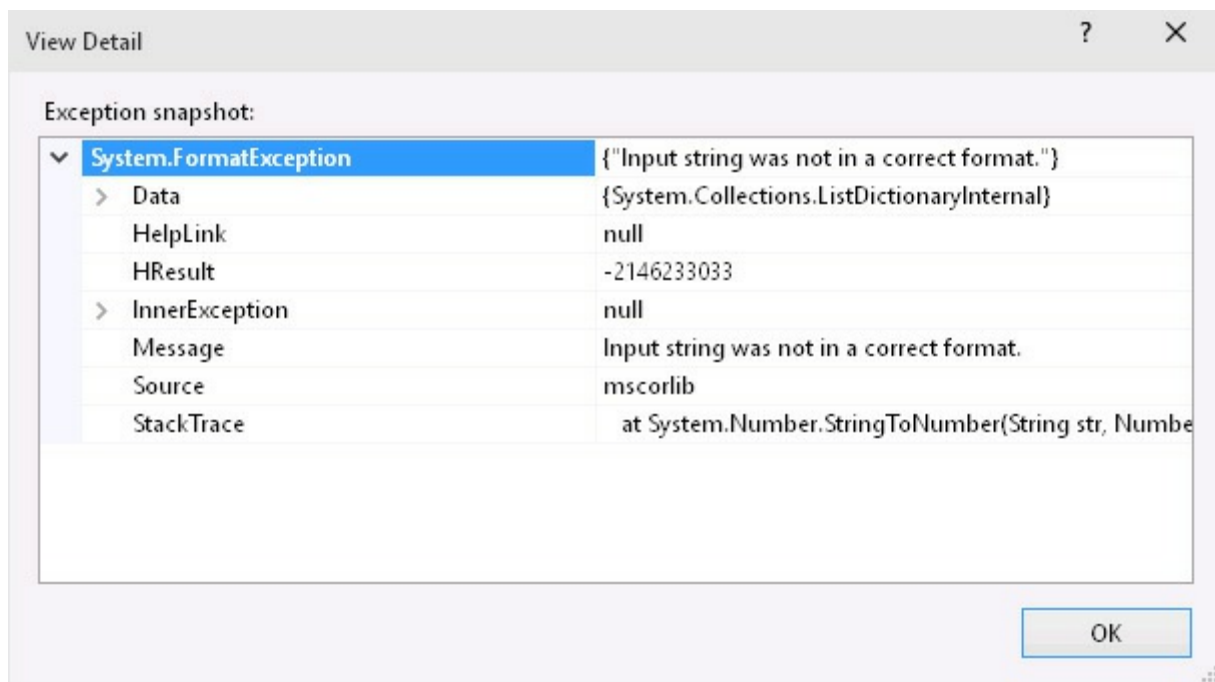 View Detail
?
Exception snapshot:
System.FormatException {"Input string was not in a correct format."}
Data {System.Collections.ListDictionaryInternal}
HelpLink null
HResult -2146233033
InnerException null
Message Input string was not in a correct format.
Source mscorlib
StackTrace at System.Number.StringToNumber(String str, Numbe
OK